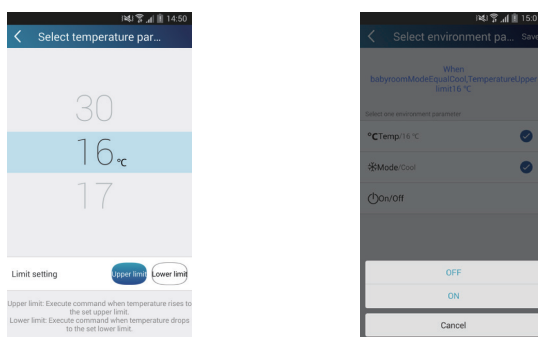 14:50
Select temperature par...
30
16 °C
17
Limit setting
Upper limit
Lower limit
Upper limit: Execute command when temperature rises to
the set upper limit.
Lower limit: Execute command when temperature drops
to the set lower limit.
15:0
Select environment pa...
Save
When
babyroomModeEqualCool,TemperatureUpper
limit16 °C
Select one environment parameter
°CTemp/16 °C
Mode/Cool
On/Off
OFF
ON
Cancel